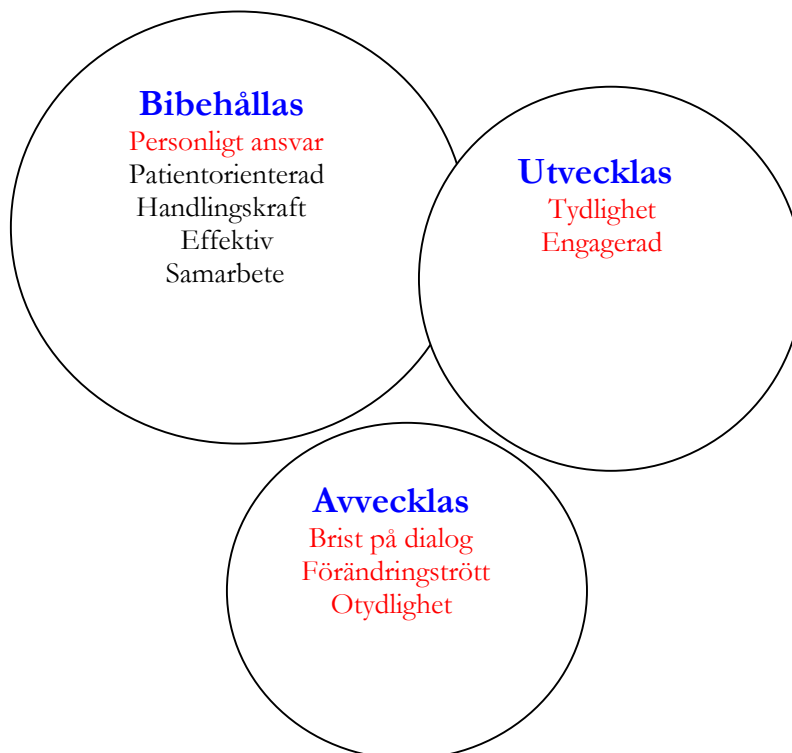 Bibehållas
Personligt ansvar
Patientorienterad
Handlingskraft
Effektiv
Samarbete
Utvecklas
Tydlighet
Engagerad
Avvecklas
Brist på dialog
Förändringstrött
Otydlighet